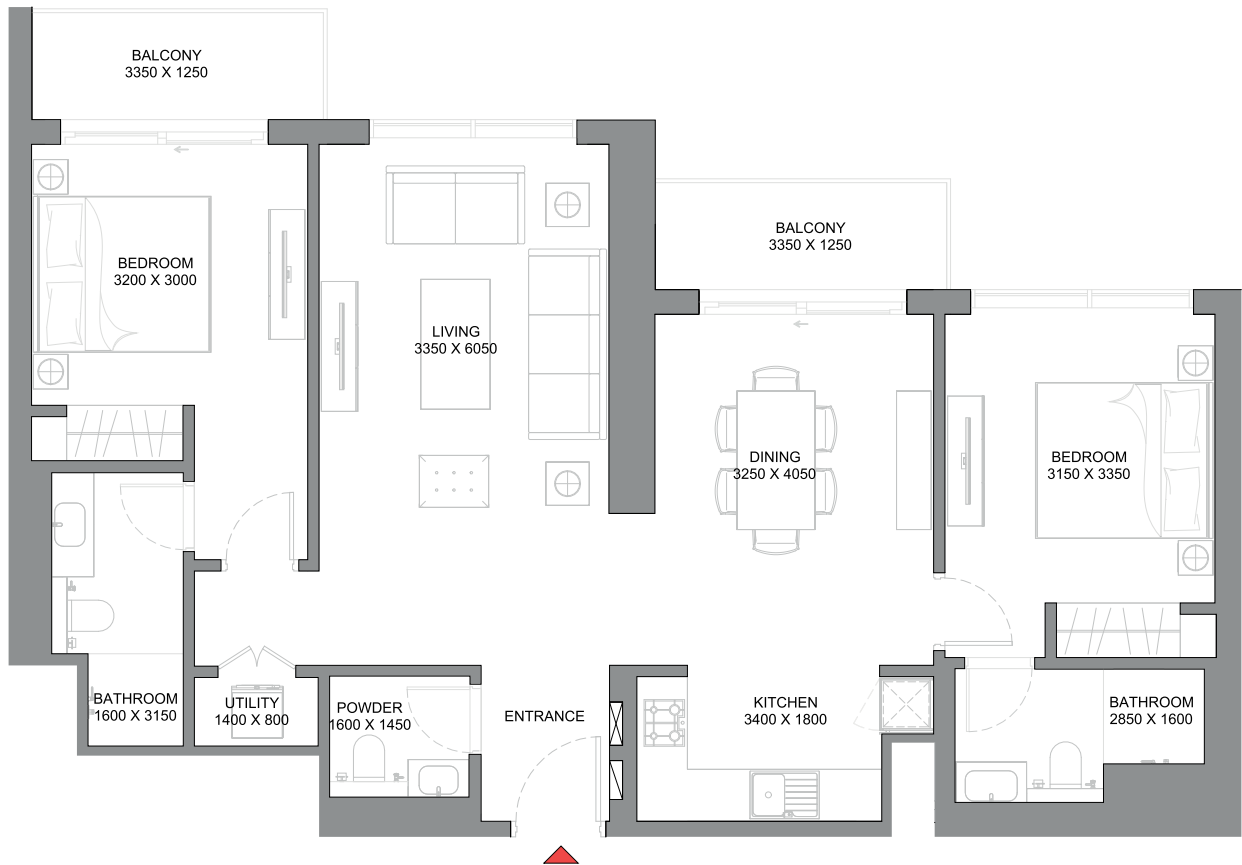 BALCONY
3350 X 1250
BALCONY
3350 X 1250
BEDROOM
3200 X 3000
LIVING
3350 X 6050
DINING
3250 X 4050
BEDROOM
3150 X 3350
BATHROOM
1600 X 3150
UTILITY
1400 X 800
POWDER
1600 X 1450
ENTRANCE
KITCHEN
3400 X 1800
BATHROOM
2850 X 1600